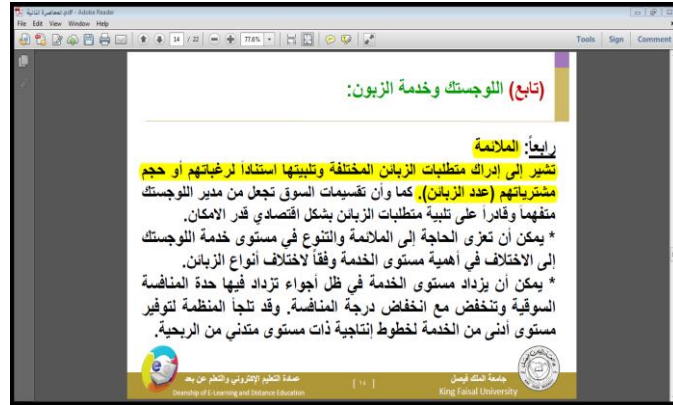 المحاضرة الثانية.pdf - Adobe Reader
File Edit View Window Help
14 / 22 77.6% Tools Sign Comment
(تابع) اللوجستك وخدمة الزبون:
رابعاً: الملائمة
تشير إلى إدراك متطلبات الزبائن المختلفة وتلبيتها استناداً لرغباتهم أو حجم
مشترياتهم (عدد الزبائن). كما وأن تقسيمات السوق تجعل من مدير اللوجستك
متفهماً وقادراً على تلبية متطلبات الزبائن بشكل اقتصادي قدر الامكان.
* يمكن أن تعزى الحاجة إلى الملائمة والتنوع في مستوى خدمة اللوجستك
إلى الاختلاف في أهمية مستوى الخدمة وفقاً لاختلاف أنواع الزبائن.
* يمكن أن يزداد مستوى الخدمة في ظل أجواء تزداد فيها حدة المنافسة
السوقية وتنخفض مع انخفاض درجة المنافسة. وقد تلجأ المنظمة لتوفير
مستوى أدنى من الخدمة لخطوط إنتاجية ذات مستوى متدني من الربحية.
جامعة الملك فيصل
King Faisal University
[ ١٤ ]
عمادة التعليم الإلكتروني والتعلم عن بعد
Deanship of E-Learning and Distance Education